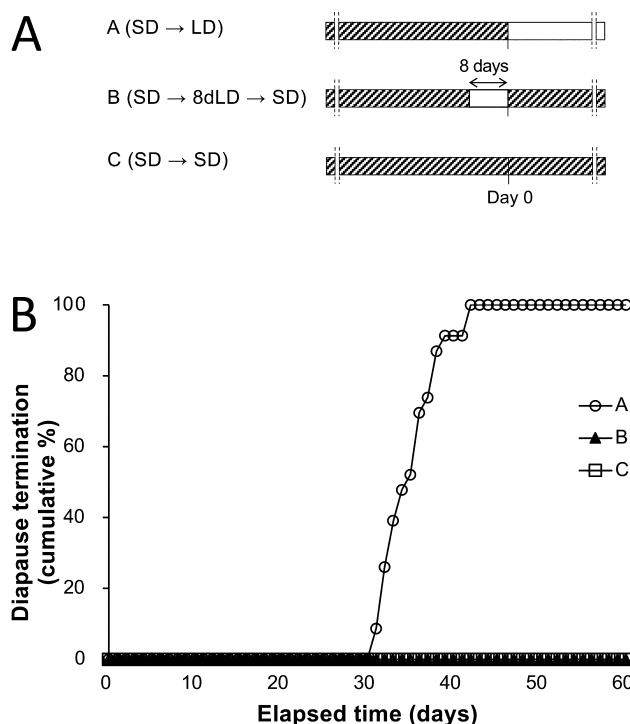 A
A (SD → LD)
8 days
B (SD → 8dLD → SD)
C (SD → SD)
Day 0
B
Diapause termination
(cumulative %)
100
80
60
40
20
0
A
B
C
0
10
20
30
40
50
60
Elapsed time (days)